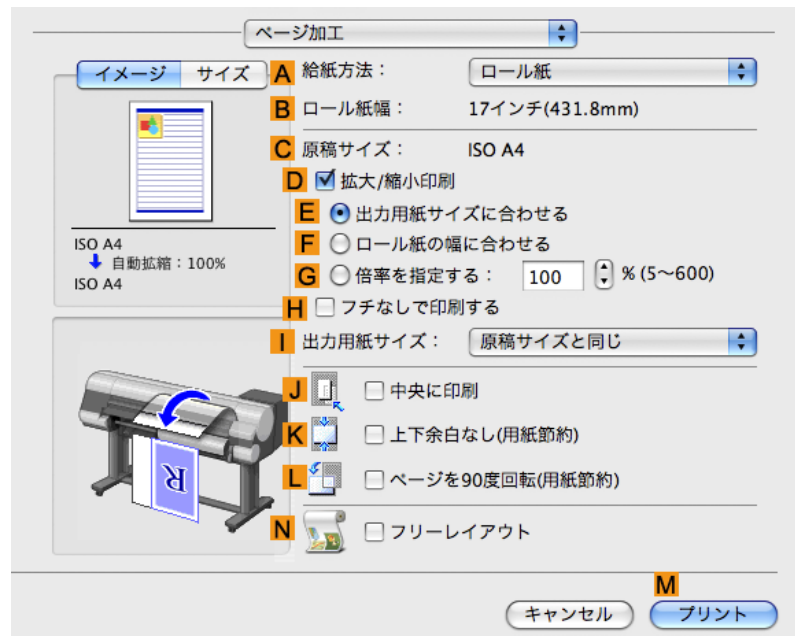 ページ加工
イメージ サイズ
A 給紙方法： ロール紙
B ロール紙幅： 17インチ(431.8mm)
C 原稿サイズ： ISO A4
D 拡大/縮小印刷
E 出力用紙サイズに合わせる
F ロール紙の幅に合わせる
G 倍率を指定する： 100 % (5〜600)
ISO A4
自動拡縮：100%
ISO A4
H フチなしで印刷する
I 出力用紙サイズ： 原稿サイズと同じ
J 中央に印刷
K 上下余白なし(用紙節約)
L ページを90度回転(用紙節約)
R
N フリーレイアウト
M
キャンセル プリント